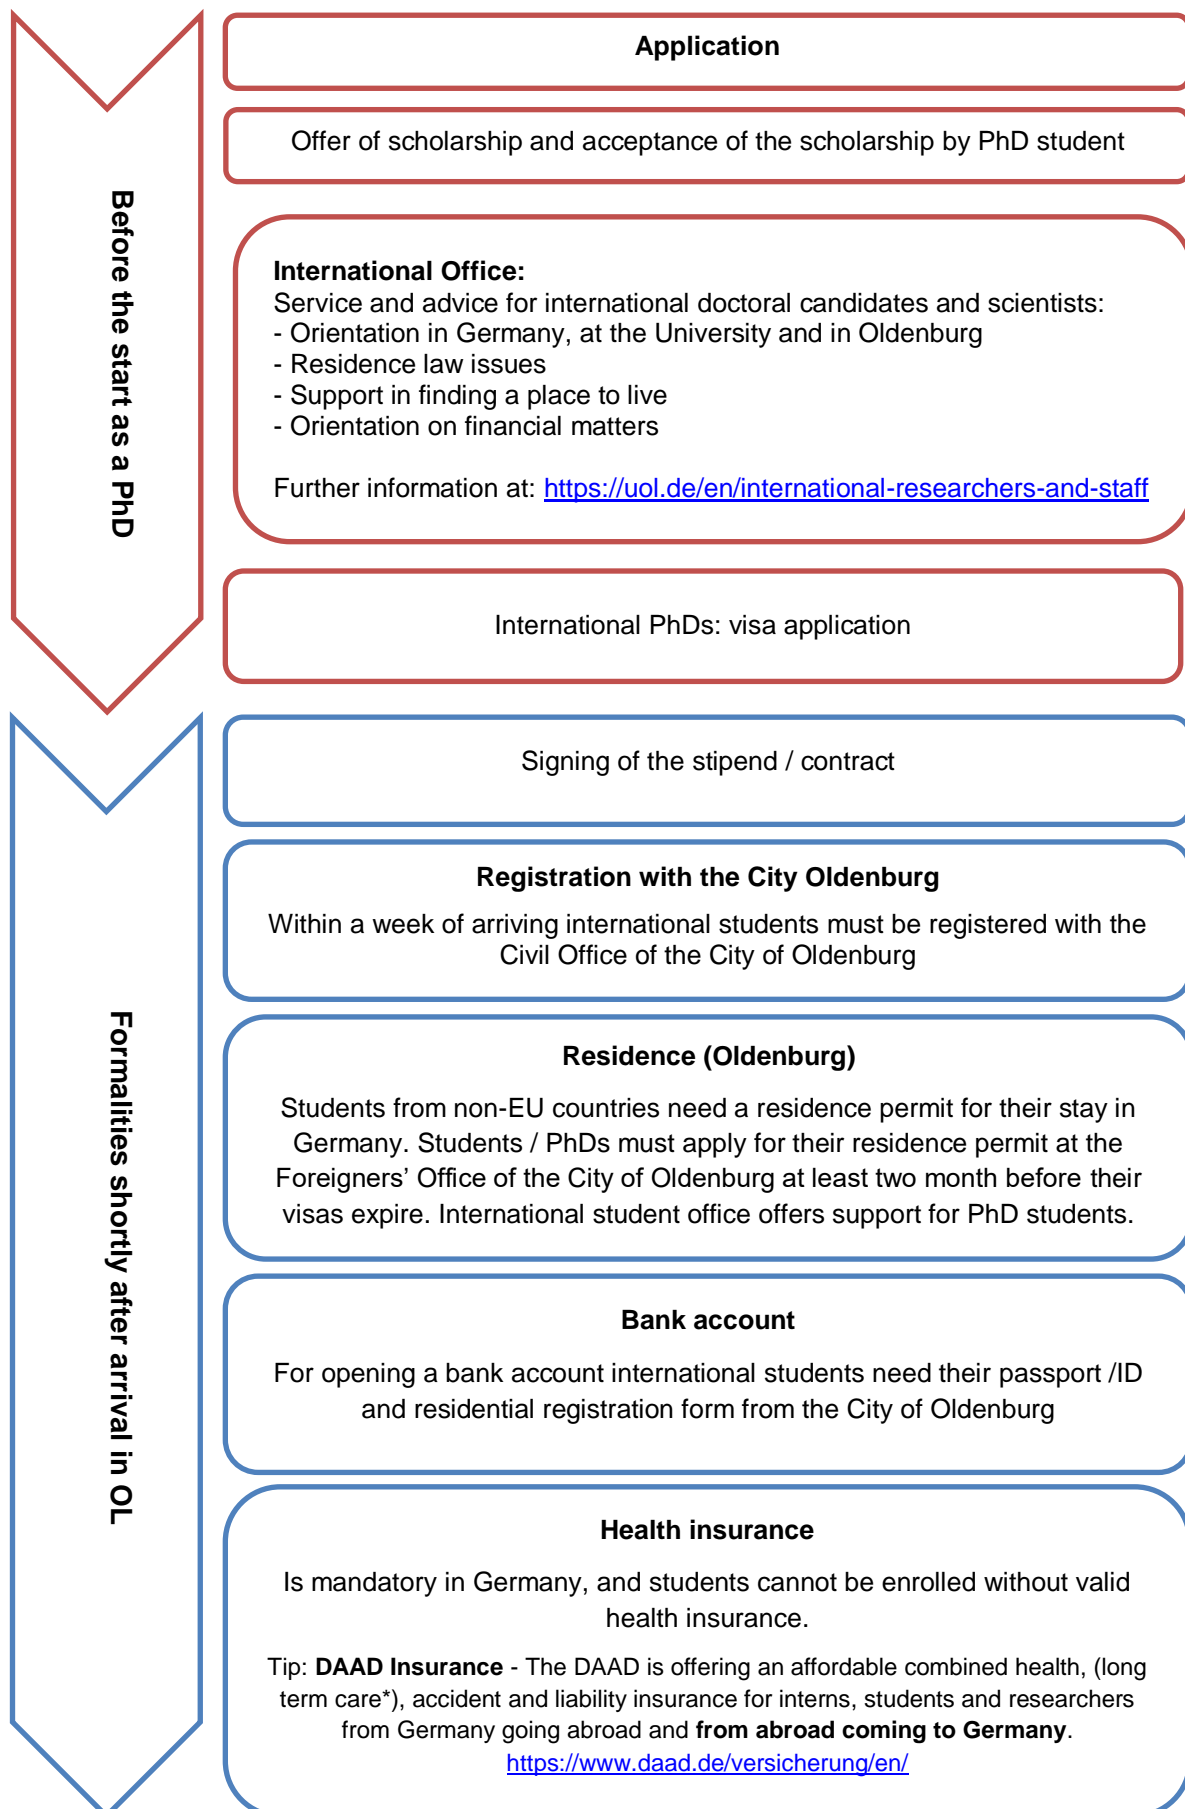 Before the start as a PhD
Application
Offer of scholarship and acceptance of the scholarship by PhD student
International Office:
Service and advice for international doctoral candidates and scientists:
- Orientation in Germany, at the University and in Oldenburg
- Residence law issues
- Support in finding a place to live
- Orientation on financial matters
Further information at: https://uol.de/en/international-researchers-and-staff
International PhDs: visa application
Formalities shortly after arrival in OL
Signing of the stipend / contract
Registration with the City Oldenburg
Within a week of arriving international students must be registered with the
Civil Office of the City of Oldenburg
Residence (Oldenburg)
Students from non-EU countries need a residence permit for their stay in
Germany. Students / PhDs must apply for their residence permit at the
Foreigners’ Office of the City of Oldenburg at least two month before their
visas expire. International student office offers support for PhD students.
Bank account
For opening a bank account international students need their passport /ID
and residential registration form from the City of Oldenburg
Health insurance
Is mandatory in Germany, and students cannot be enrolled without valid
health insurance.
Tip: DAAD Insurance - The DAAD is offering an affordable combined health, (long
term care*), accident and liability insurance for interns, students and researchers
from Germany going abroad and from abroad coming to Germany.
https://www.daad.de/versicherung/en/